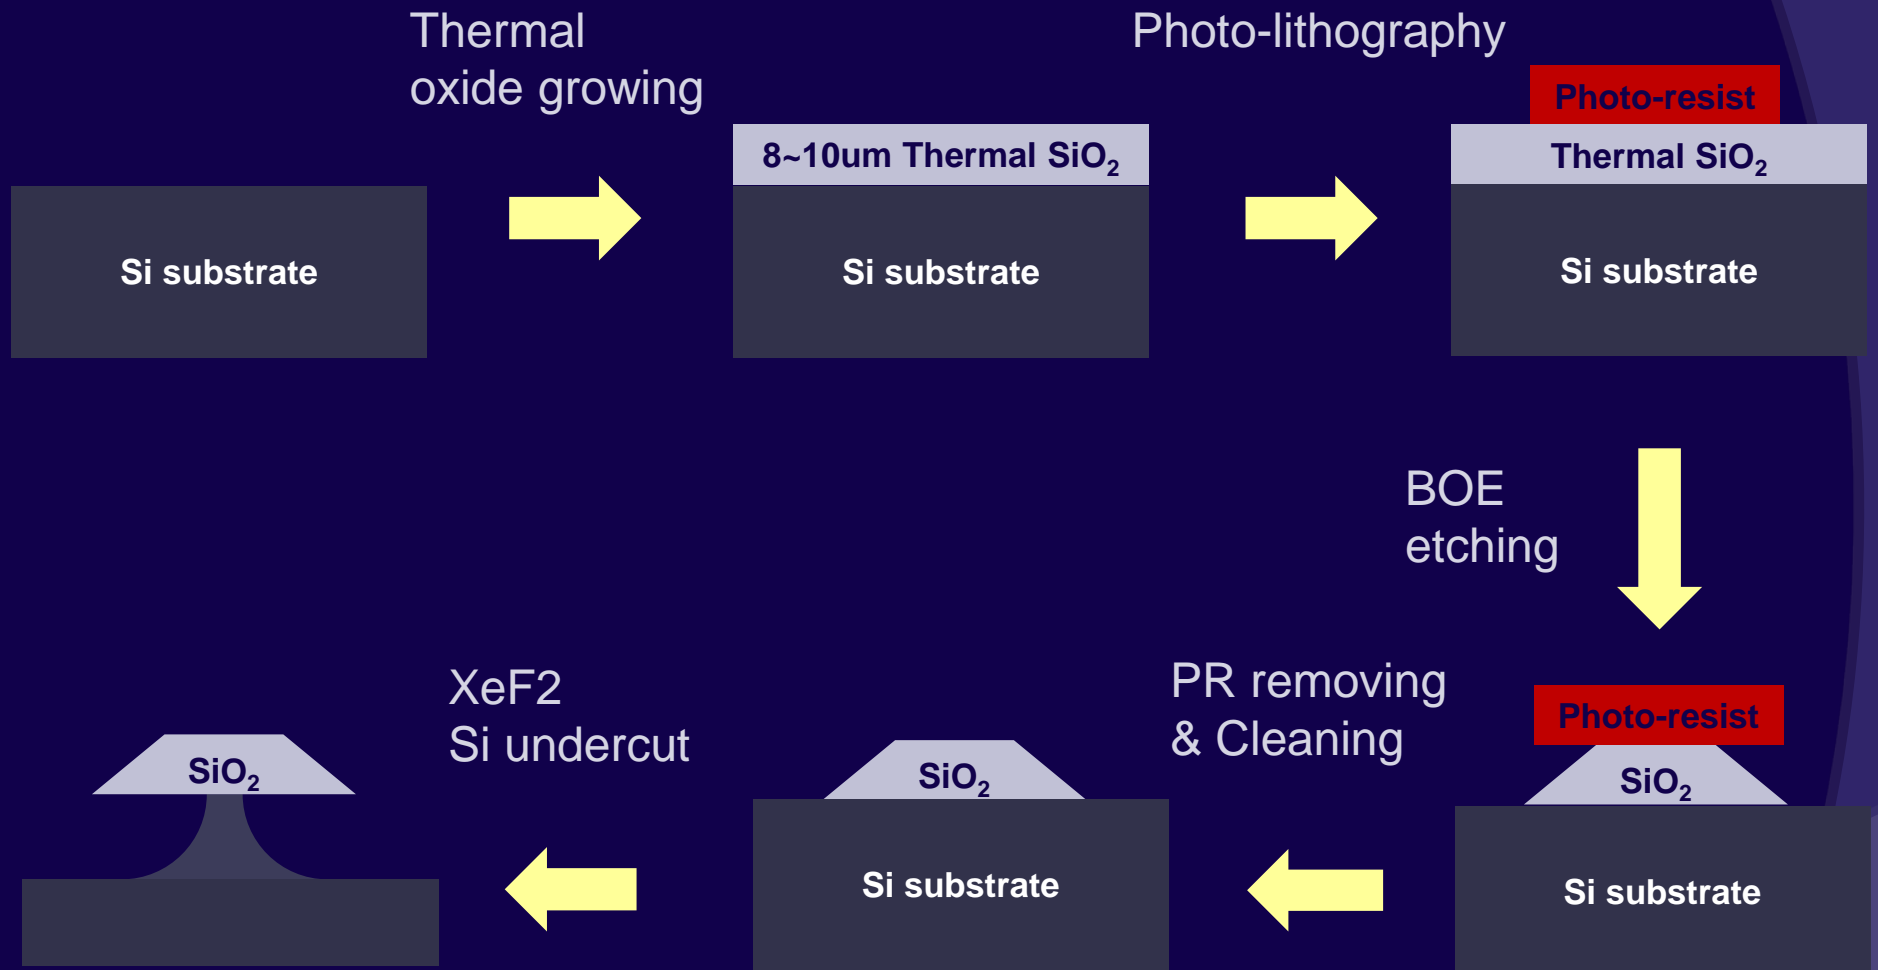 Thermal
oxide growing
Photo-lithography
Si substrate
8~10um Thermal SiO₂
Si substrate
Photo-resist
Thermal SiO₂
Si substrate
BOE
etching
Photo-resist
SiO₂
Si substrate
PR removing
& Cleaning
SiO₂
Si substrate
XeF2
Si undercut
SiO₂